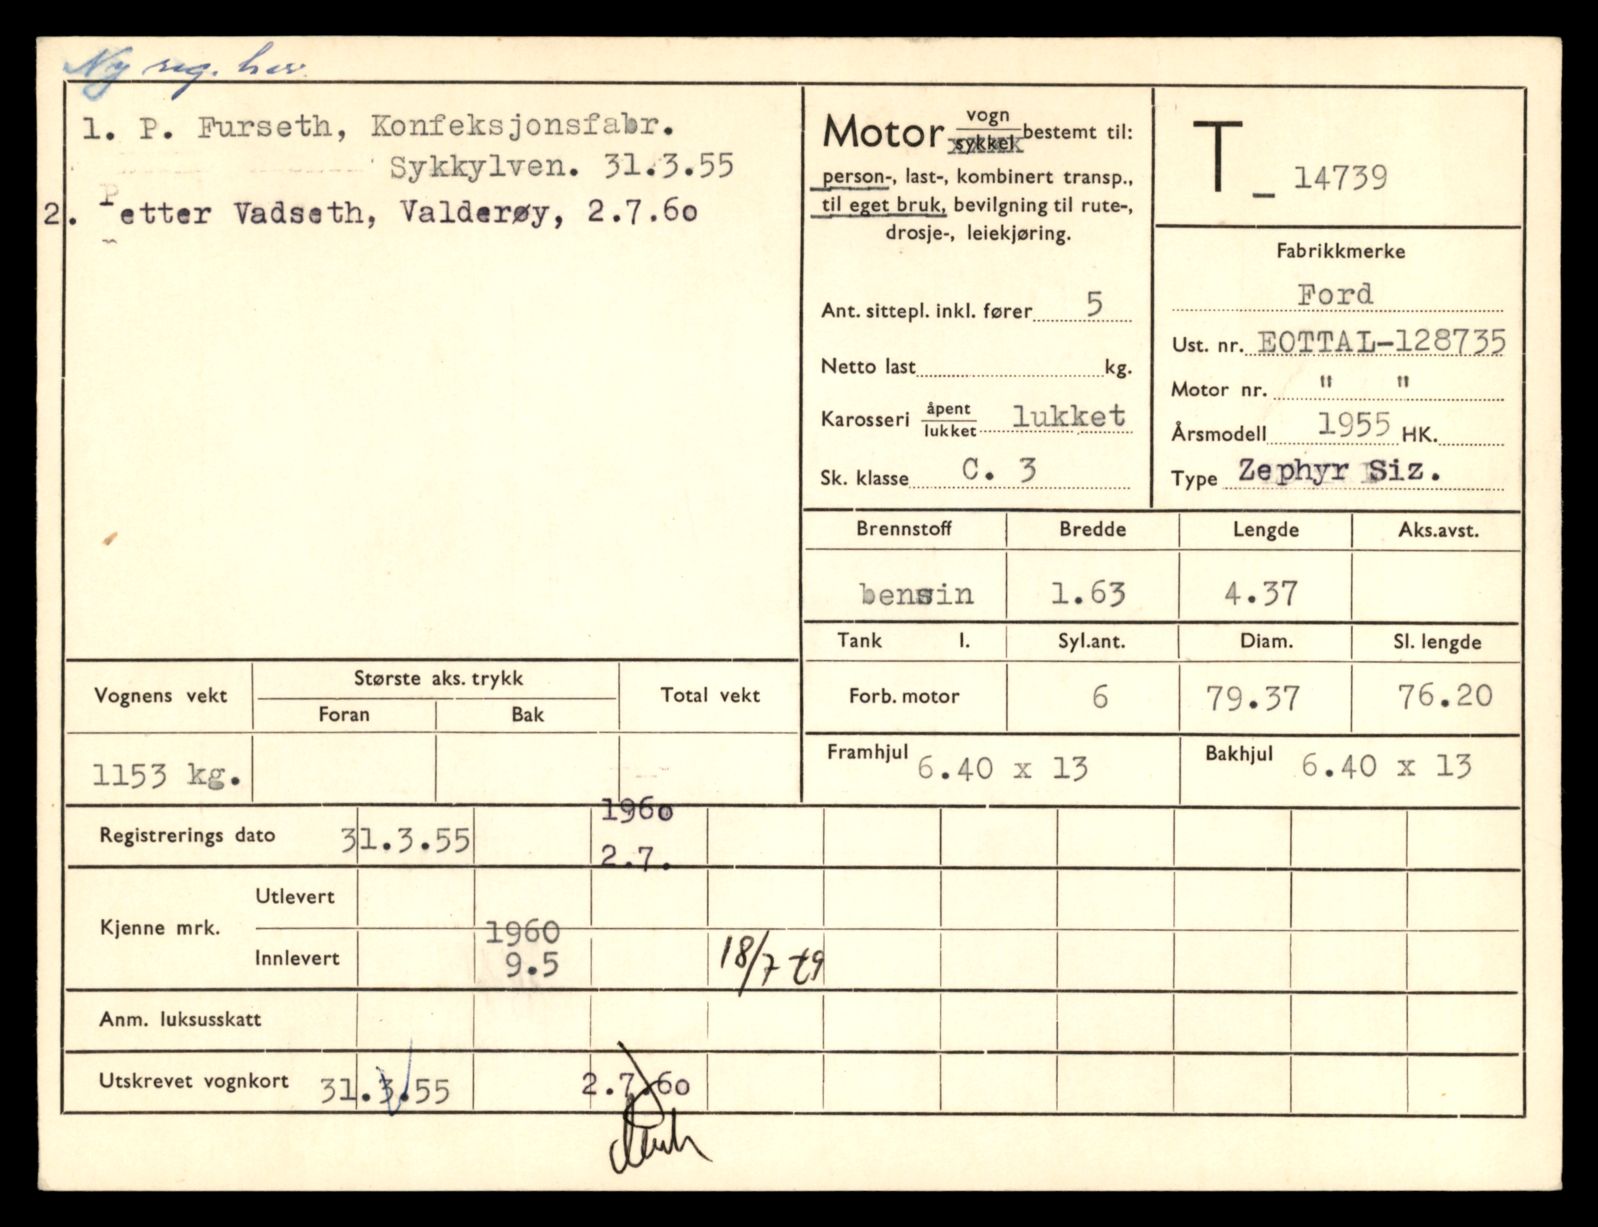 Ny reg. her.
1. P. Furseth, Konfeksjonsfabr.
Sykkylven. 31.3.55
2. Petter Vadseth, Valderøy, 2.7.60
Motor vogn sykkel bestemt til:
person-, last-, kombinert transp.,
til eget bruk, bevilgning til rute-,
drosje-, leiekjøring.
Ant. sittepl. inkl. fører 5
Netto last kg.
Karosseri åpent lukket lukket
Sk. klasse C. 3
T - 14739
Fabrikkmerke
Ford
Ust. nr. EOTTAL-128735
Motor nr. " "
Årsmodell 1955 HK.
Type Zephyr Siz.
Brennstoff Bredde Lengde Aks.avst.
bensin 1.63 4.37
Tank l. Syl.ant. Diam. Sl. lengde
Forb. motor 6 79.37 76.20
Framhjul 6.40 x 13 Bakhjul 6.40 x 13
Vognens vekt Største aks. trykk Total vekt
Foran Bak
1153 kg.
Registrerings dato 31.3.55 1960 2.7.
Kjenne mrk. Utlevert
Innlevert 1960 9.5 18/7 69
Anm. luksusskatt
Utskrevet vognkort 31.3.55 2.7.60